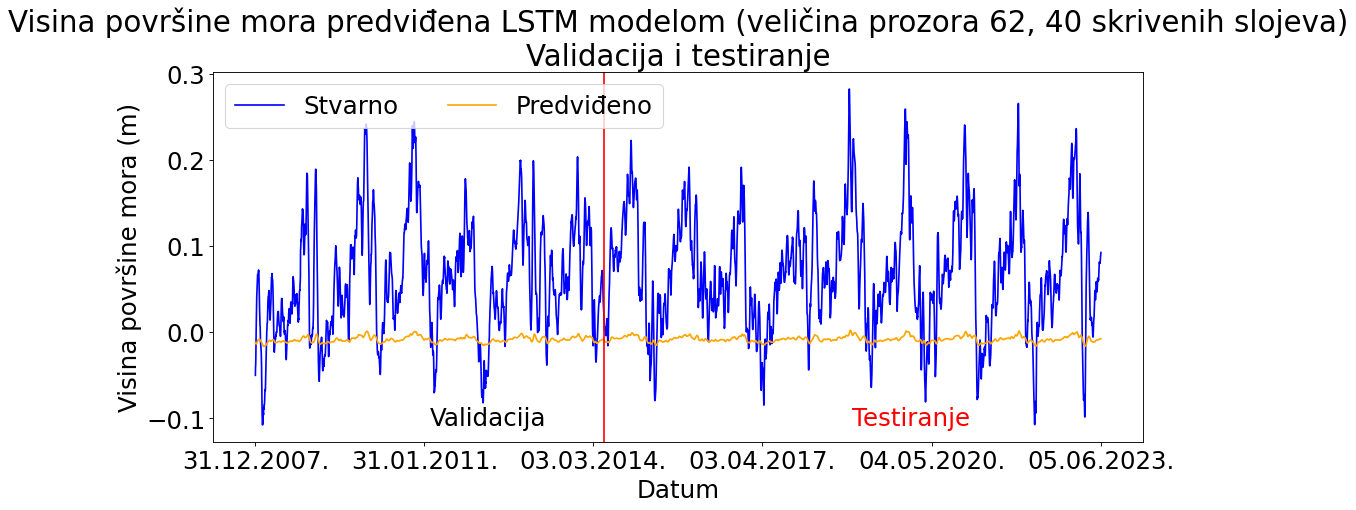 Visina površine mora predviđena LSTM modelom (veličina prozora 62, 40 skrivenih slojeva)
Validacija i testiranje
Stvarno
Predviđeno
Visina površine mora (m)
0.3
0.2
0.1
0.0
−0.1
Validacija
Testiranje
31.12.2007.
31.01.2011.
03.03.2014.
03.04.2017.
04.05.2020.
05.06.2023.
Datum